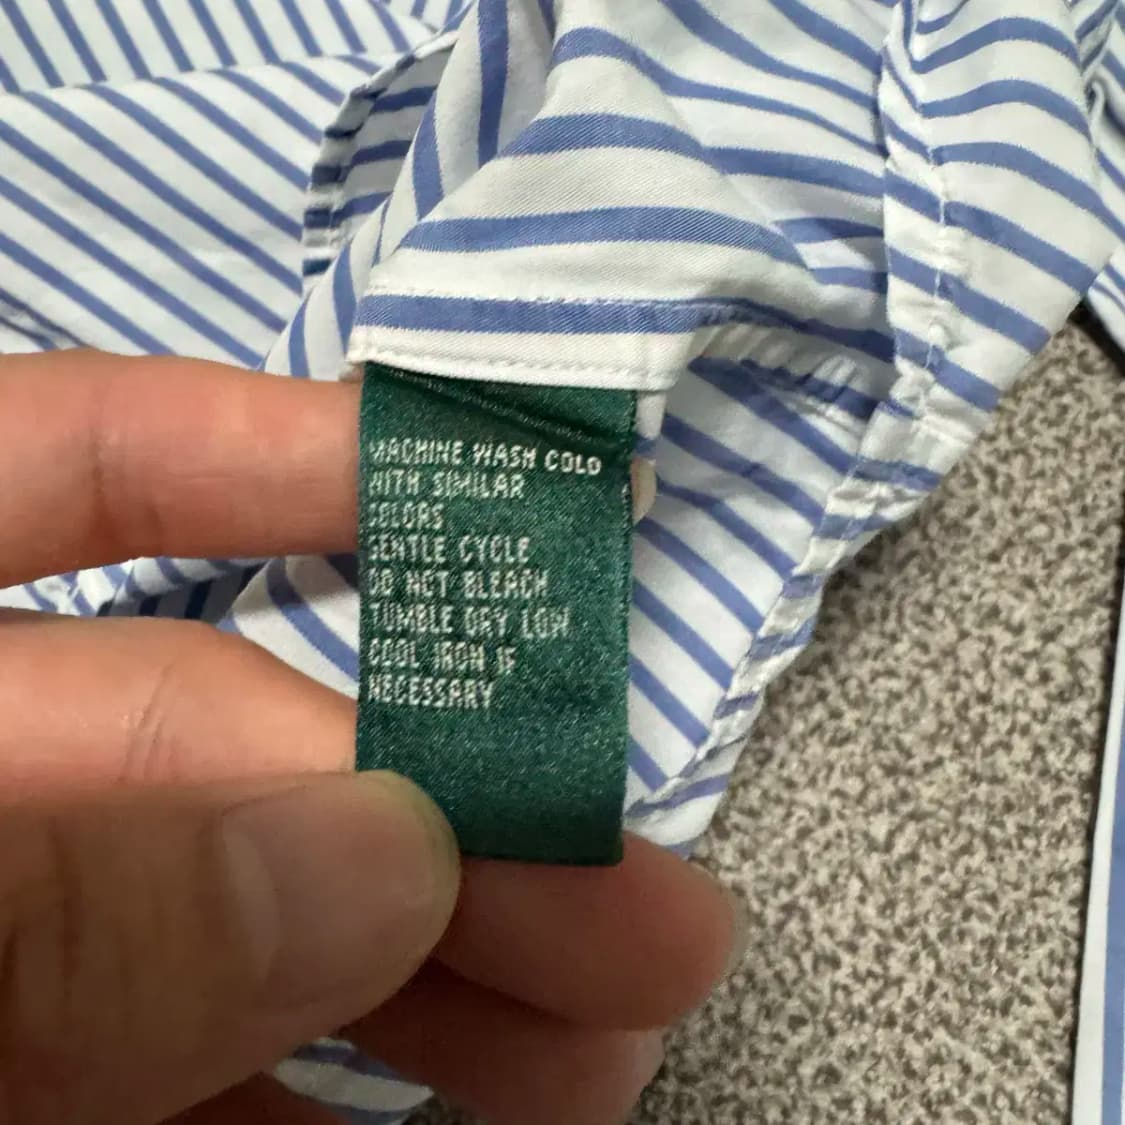 MACHINE WASH COLD
WITH SIMILAR
COLORS
GENTLE CYCLE
DO NOT BLEACH
TUMBLE DRY LOW
COOL IRON IF
NECESSARY